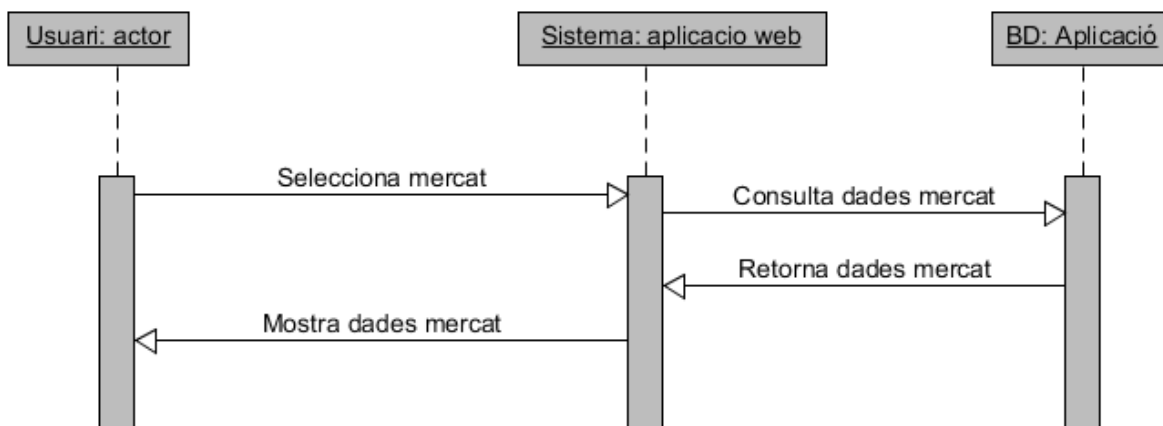 Usuari: actor
Sistema: aplicacio web
BD: Aplicació
Selecciona mercat
Consulta dades mercat
Retorna dades mercat
Mostra dades mercat